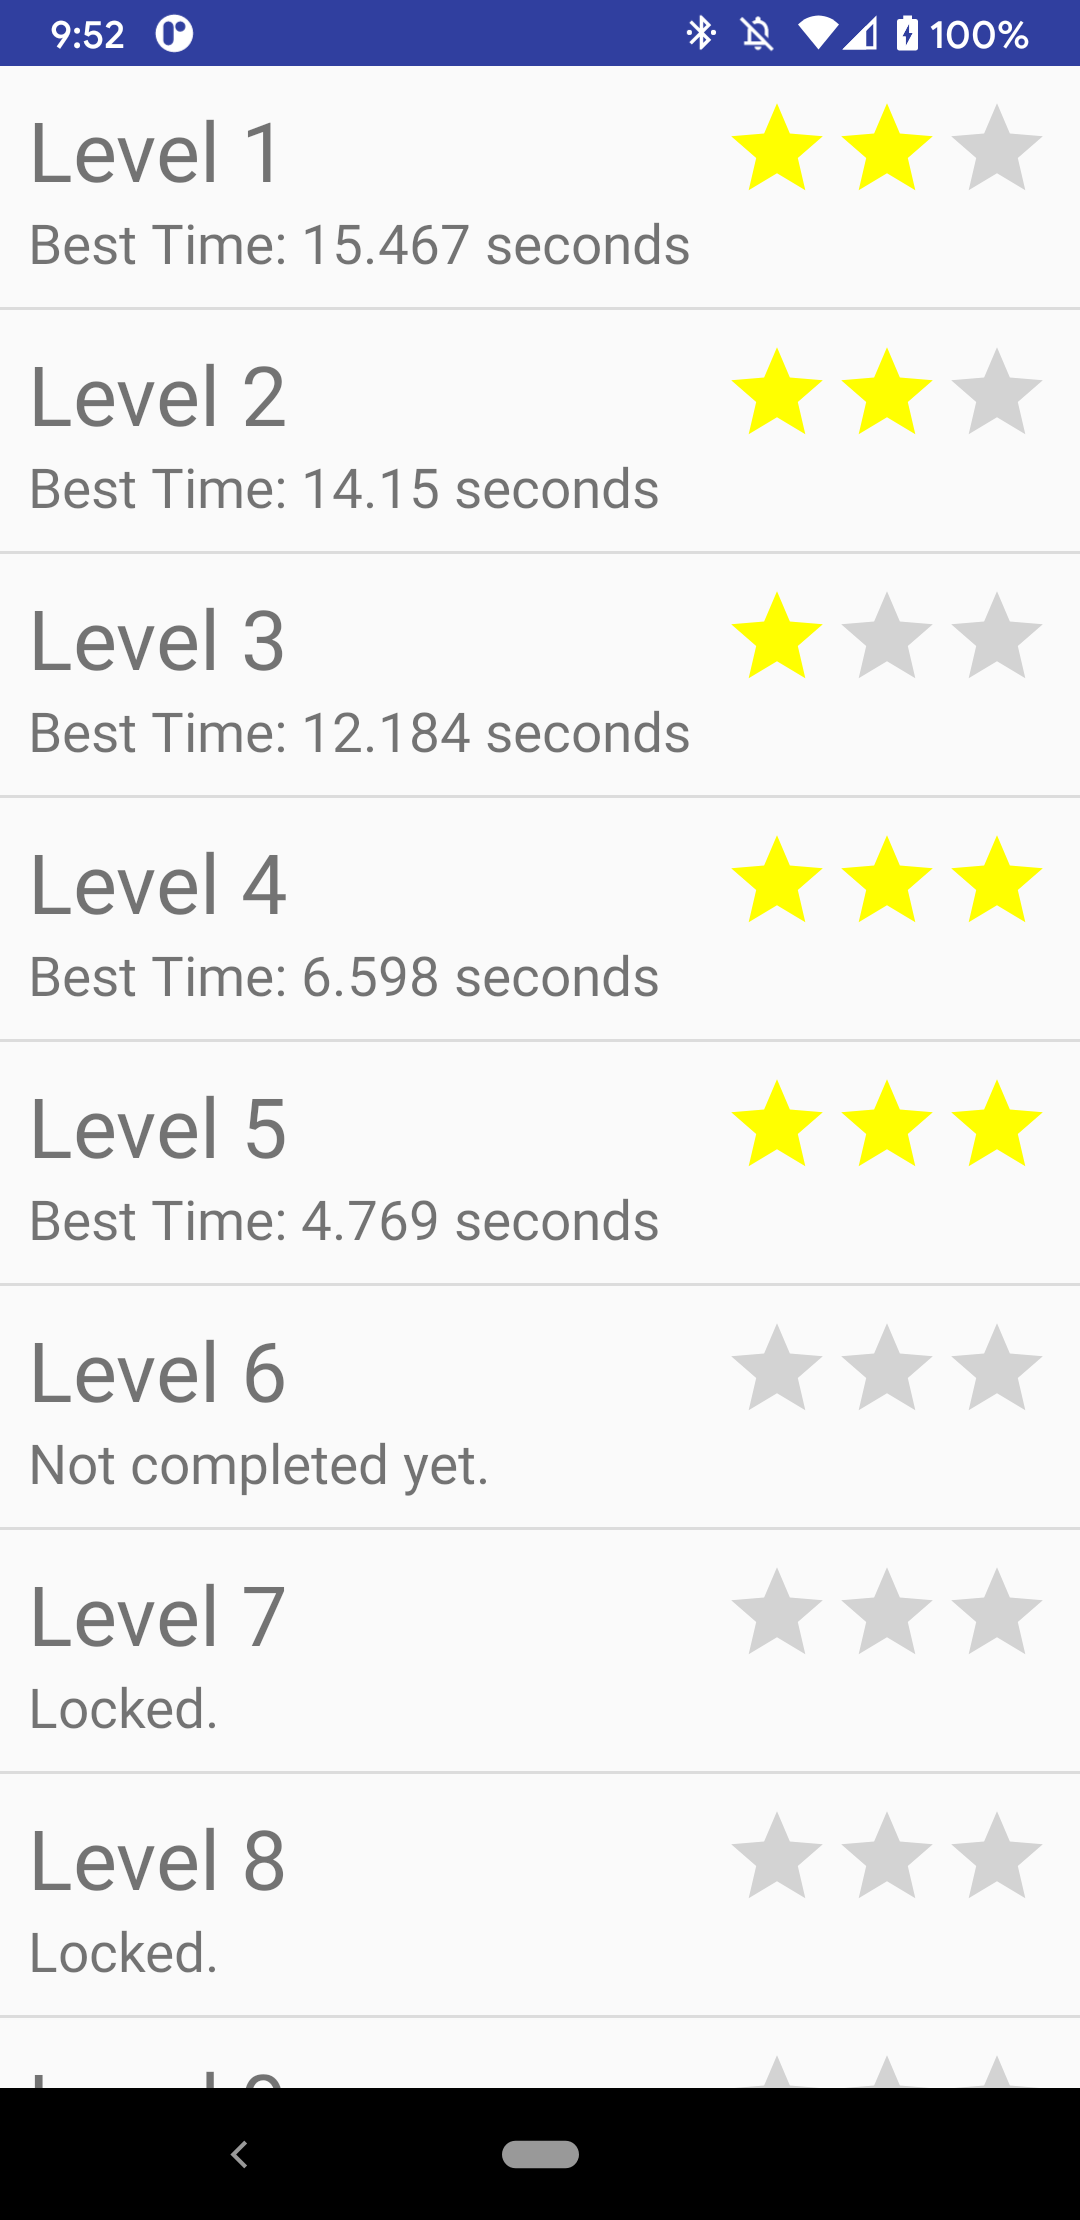 9:52 100%
Level 1
Best Time: 15.467 seconds
Level 2
Best Time: 14.15 seconds
Level 3
Best Time: 12.184 seconds
Level 4
Best Time: 6.598 seconds
Level 5
Best Time: 4.769 seconds
Level 6
Not completed yet.
Level 7
Locked.
Level 8
Locked.